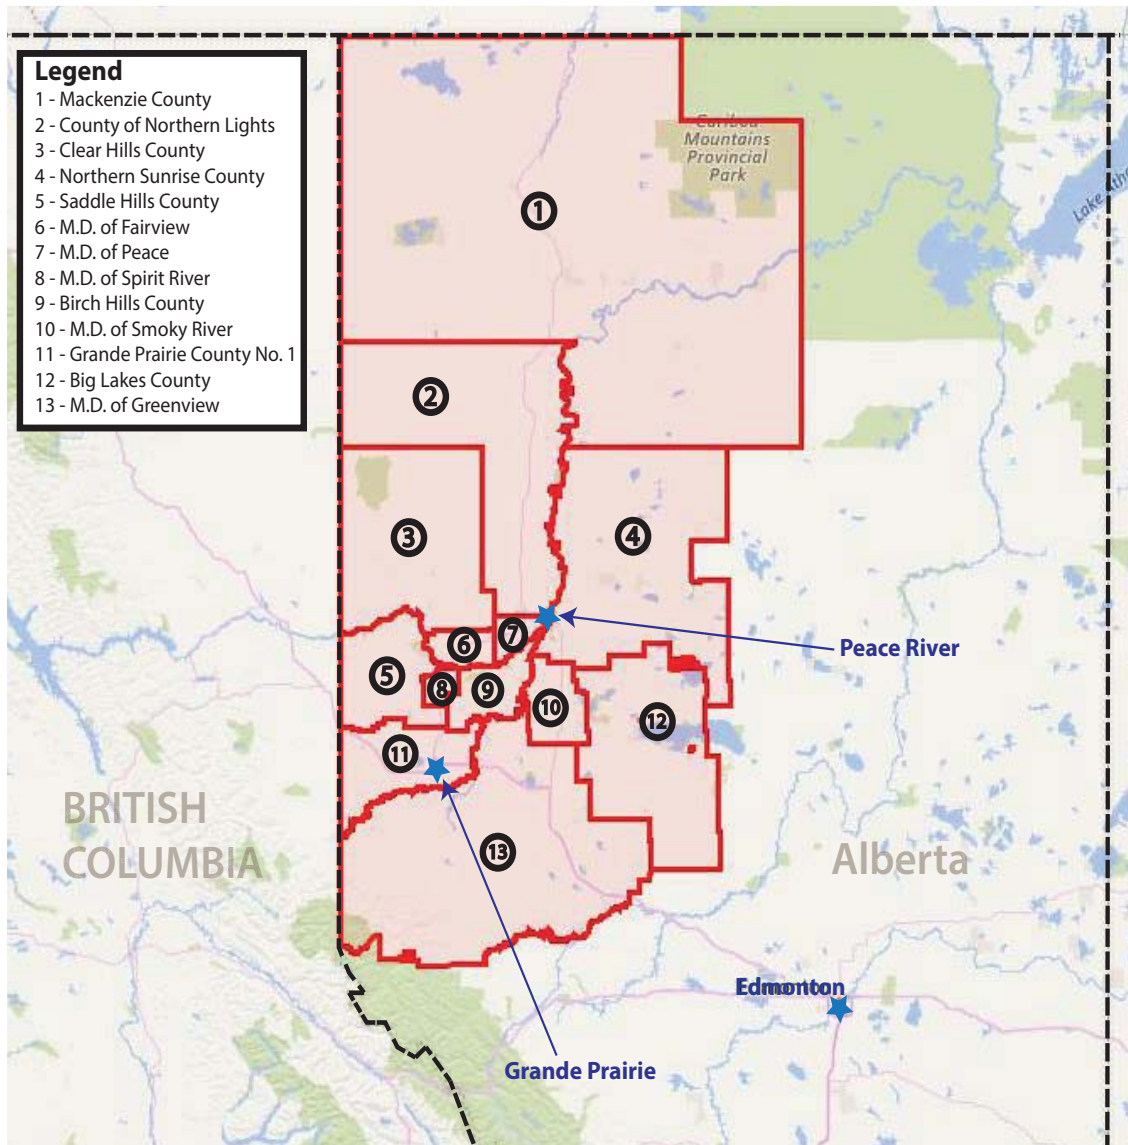 Legend
1 - Mackenzie County
2 - County of Northern Lights
3 - Clear Hills County
4 - Northern Sunrise County
5 - Saddle Hills County
6 - M.D. of Fairview
7 - M.D. of Peace
8 - M.D. of Spirit River
9 - Birch Hills County
10 - M.D. of Smoky River
11 - Grande Prairie County No. 1
12 - Big Lakes County
13 - M.D. of Greenview
Caribou
Mountains
Provincial
Park
Lake
1
2
3
4
5
6
7
8
9
10
11
12
13
Peace River
BRITISH
COLUMBIA
Alberta
Edmonton
Grande Prairie